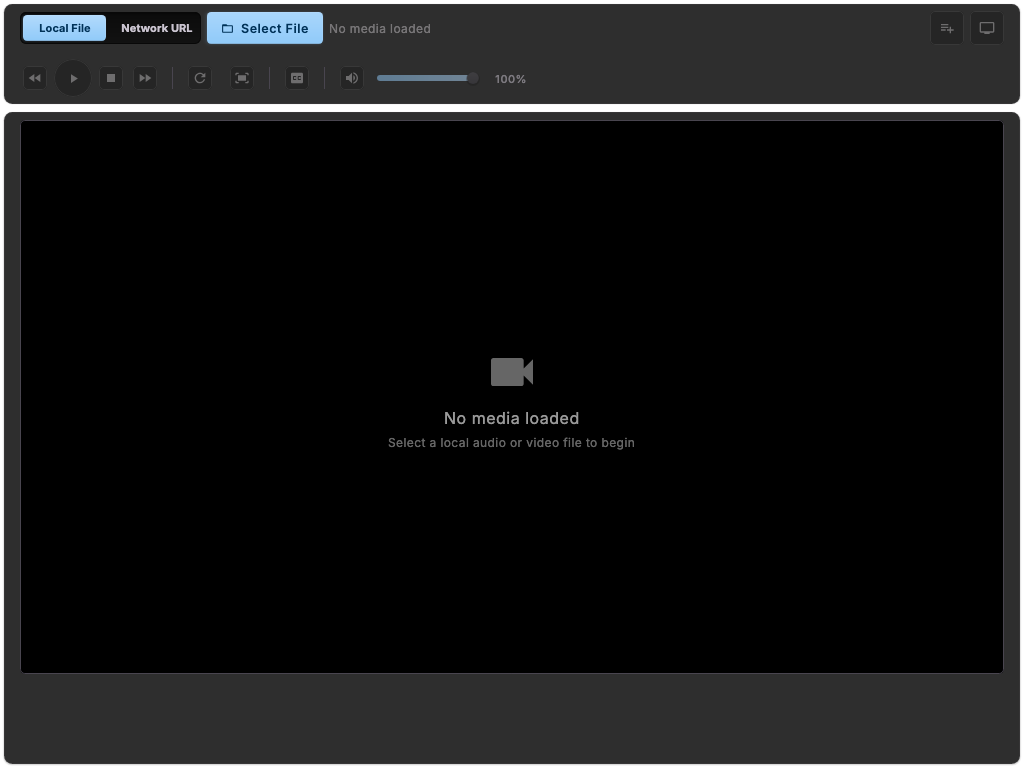 Local File Network URL Select File No media loaded
CC 100%
No media loaded
Select a local audio or video file to begin